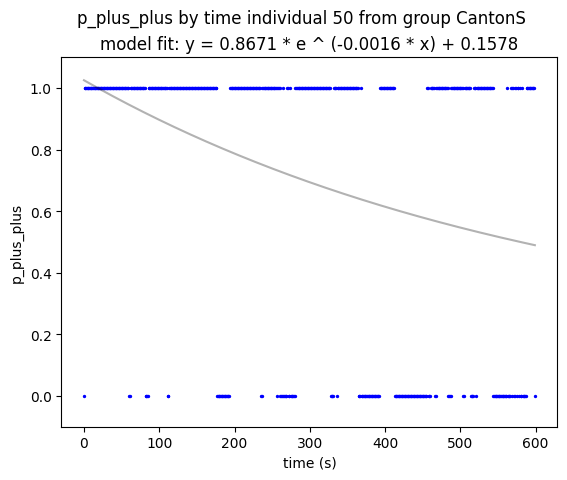 p_plus_plus by time individual 50 from group CantonS
model fit: y = 0.8671 * e ^ (-0.0016 * x) + 0.1578
1.0
0.8
0.6
0.4
0.2
0.0
p_plus_plus
0 100 200 300 400 500 600
time (s)